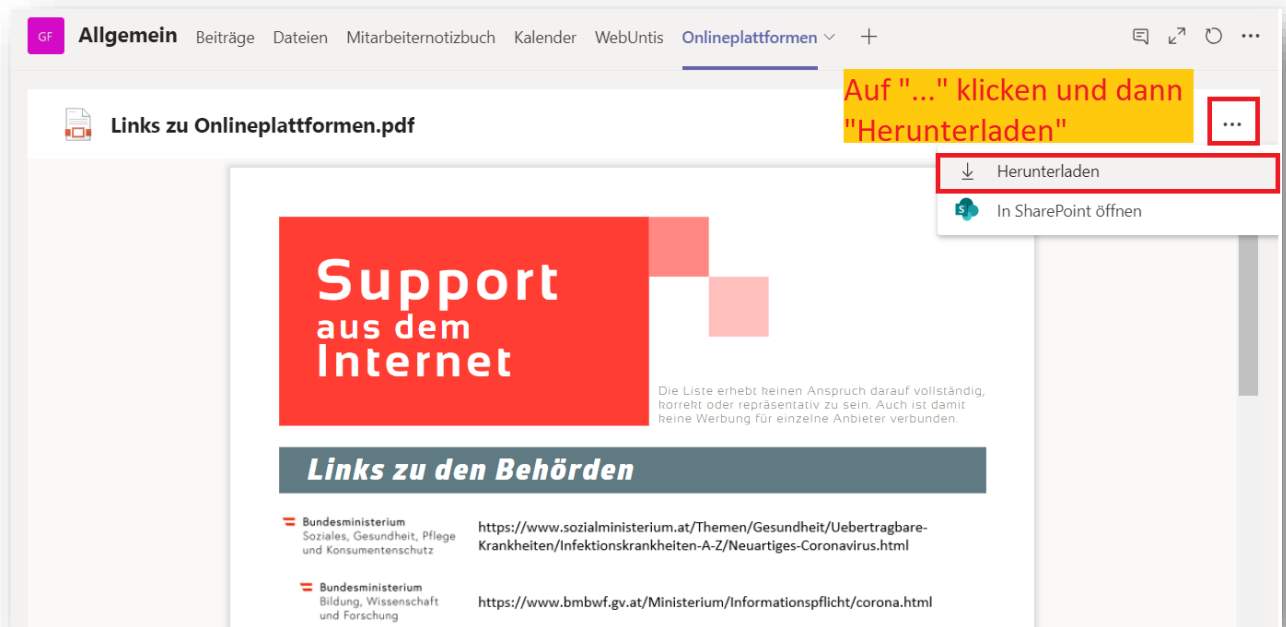 GF Allgemein Beiträge Dateien Mitarbeiternotizbuch Kalender WebUntis Onlineplattformen
Auf "..." klicken und dann
"Herunterladen"
Links zu Onlineplattformen.pdf
Herunterladen
In SharePoint öffnen
Support
aus dem
Internet
Die Liste erhebt keinen Anspruch darauf vollständig,
korrekt oder repräsentativ zu sein. Auch ist damit
keine Werbung für einzelne Anbieter verbunden.
Links zu den Behörden
Bundesministerium
Soziales, Gesundheit, Pflege
und Konsumentenschutz
https://www.sozialministerium.at/Themen/Gesundheit/Uebertragbare-
Krankheiten/Infektionskrankheiten-A-Z/Neuartiges-Coronavirus.html
Bundesministerium
Bildung, Wissenschaft
und Forschung
https://www.bmbwf.gv.at/Ministerium/Informationspflicht/corona.html